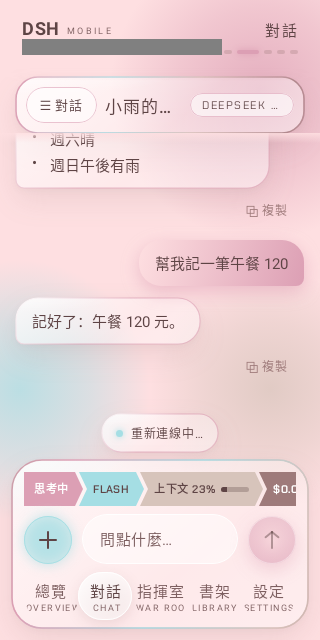 DSH MOBILE
對話
☰ 對話
小雨的…
DEEPSEEK …
週六晴
• 週日午後有雨
複製
幫我記一筆午餐 120
記好了：午餐 120 元。
複製
重新連線中…
思考中
FLASH
上下文 23%
$0.0
問點什麼…
總覽
對話
指揮室
書架
設定
OVERVIEW
CHAT
WAR ROO
LIBRARY
SETTINGS